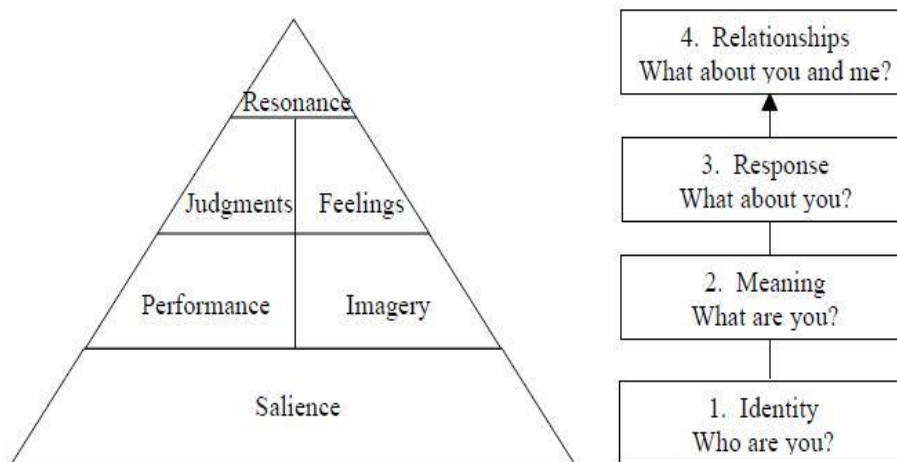 Resonance
Judgments
Feelings
Performance
Imagery
Salience
4. Relationships
What about you and me?
3. Response
What about you?
2. Meaning
What are you?
1. Identity
Who are you?